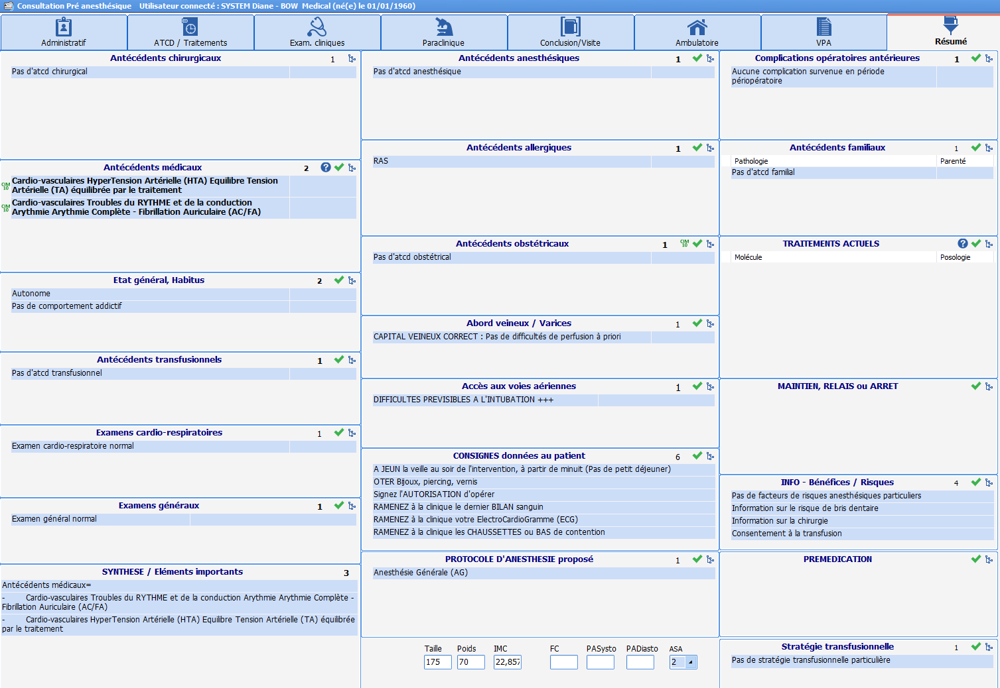 Consultation Pré anesthésique    Utilisateur connecté : SYSTEM Diane - BOW  Medical (né(e) le 01/01/1960)
Administratif
ATCD / Traitements
Exam. cliniques
Paraclinique
Conclusion/Visite
Ambulatoire
VPA
Résumé
Antécédents chirurgicaux 1
Pas d'atcd chirurgical
Antécédents médicaux 2 ?
CIM 10
Cardio-vasculaires HyperTension Artérielle (HTA) Equilibre Tension
Artérielle (TA) équilibrée par le traitement
CIM 10
Cardio-vasculaires Troubles du RYTHME et de la conduction
Arythmie Arythmie Complète - Fibrillation Auriculaire (AC/FA)
Etat général, Habitus 2
Autonome
Pas de comportement addictif
Antécédents transfusionnels 1
Pas d'atcd transfusionnel
Examens cardio-respiratoires 1
Examen cardio-respiratoire normal
Examens généraux 1
Examen général normal
SYNTHESE / Eléments importants 3
Antécédents médicaux=
- Cardio-vasculaires Troubles du RYTHME et de la conduction Arythmie Arythmie Complète -
Fibrillation Auriculaire (AC/FA)
- Cardio-vasculaires HyperTension Artérielle (HTA) Equilibre Tension Artérielle (TA) équilibrée
par le traitement
Antécédents anesthésiques 1
Pas d'atcd anesthésique
Antécédents allergiques 1
RAS
Antécédents obstétricaux 1 CIM 10
Pas d'atcd obstétrical
Abord veineux / Varices 1
CAPITAL VEINEUX CORRECT : Pas de difficultés de perfusion à priori
Accès aux voies aériennes 1
DIFFICULTES PREVISIBLES A L'INTUBATION +++
CONSIGNES données au patient 6
A JEUN la veille au soir de l'intervention, à partir de minuit (Pas de petit déjeuner)
OTER Bijoux, piercing, vernis
Signez l'AUTORISATION d'opérer
RAMENEZ à la clinique le dernier BILAN sanguin
RAMENEZ à la clinique votre ElectroCardioGramme (ECG)
RAMENEZ à la clinique les CHAUSSETTES ou BAS de contention
PROTOCOLE D'ANESTHESIE proposé 1
Anesthésie Générale (AG)
Taille Poids IMC FC PASysto PADiasto ASA
175 70 22,857 2
Complications opératoires antérieures 1
Aucune complication survenue en période
périopératoire
Antécédents familiaux 1
Pathologie Parenté
Pas d'atcd familial
TRAITEMENTS ACTUELS ?
Molécule Posologie
MAINTIEN, RELAIS ou ARRET
INFO - Bénéfices / Risques 4
Pas de facteurs de risques anesthésiques particuliers
Information sur le risque de bris dentaire
Information sur la chirurgie
Consentement à la transfusion
PREMEDICATION
Stratégie transfusionnelle 1
Pas de stratégie transfusionnelle particulière